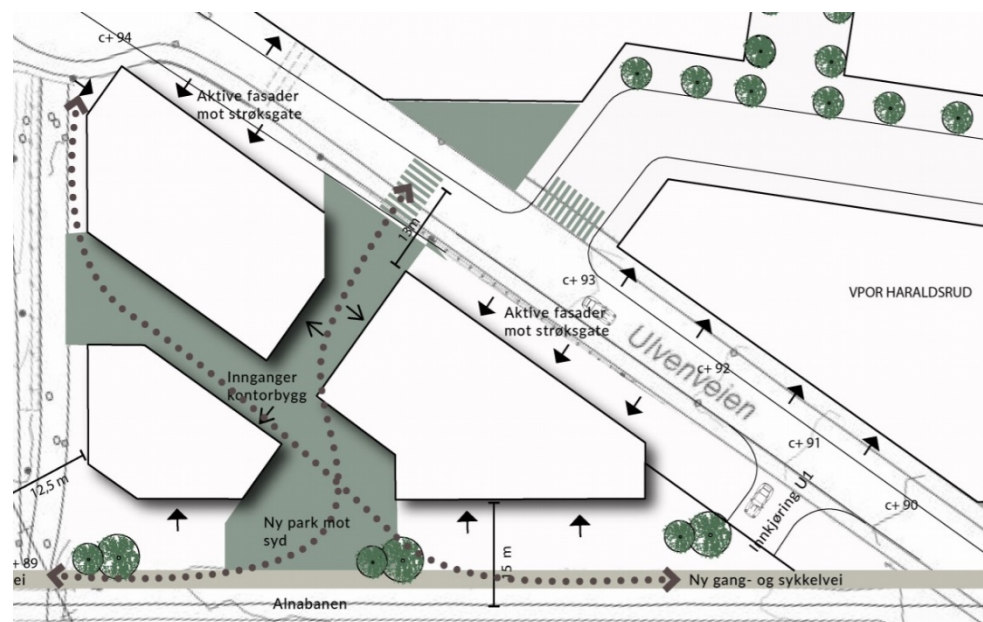 c+ 94
Aktive fasader
mot strøksgate
13m
c+ 93
VPOR HARALDSRUD
Aktive fasader
mot strøksgate
Ulvenveien
c+ 92
Innganger
kontorbygg
c+ 91
12,5 m
Innkjøring U1
c+ 90
Ny park mot
syd
+ 89
5 m
ei
Ny gang- og sykkelvei
Alnabanen